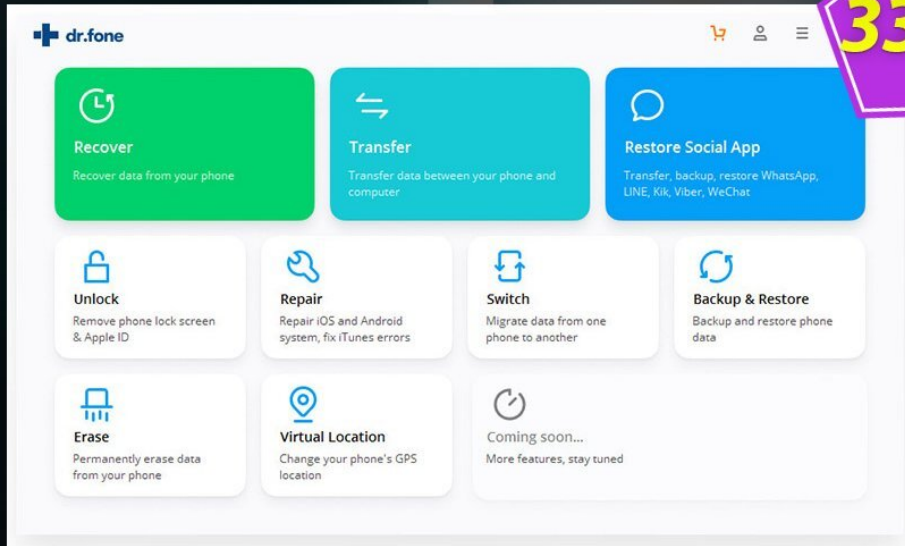 dr.fone
33
Recover
Recover data from your phone
Transfer
Transfer data between your phone and
computer
Restore Social App
Transfer, backup, restore WhatsApp,
LINE, Kik, Viber, WeChat
Unlock
Remove phone lock screen
& Apple ID
Repair
Repair iOS and Android
system, fix iTunes errors
Switch
Migrate data from one
phone to another
Backup & Restore
Backup and restore phone
data
Erase
Permanently erase data
from your phone
Virtual Location
Change your phone's GPS
location
Coming soon...
More features, stay tuned